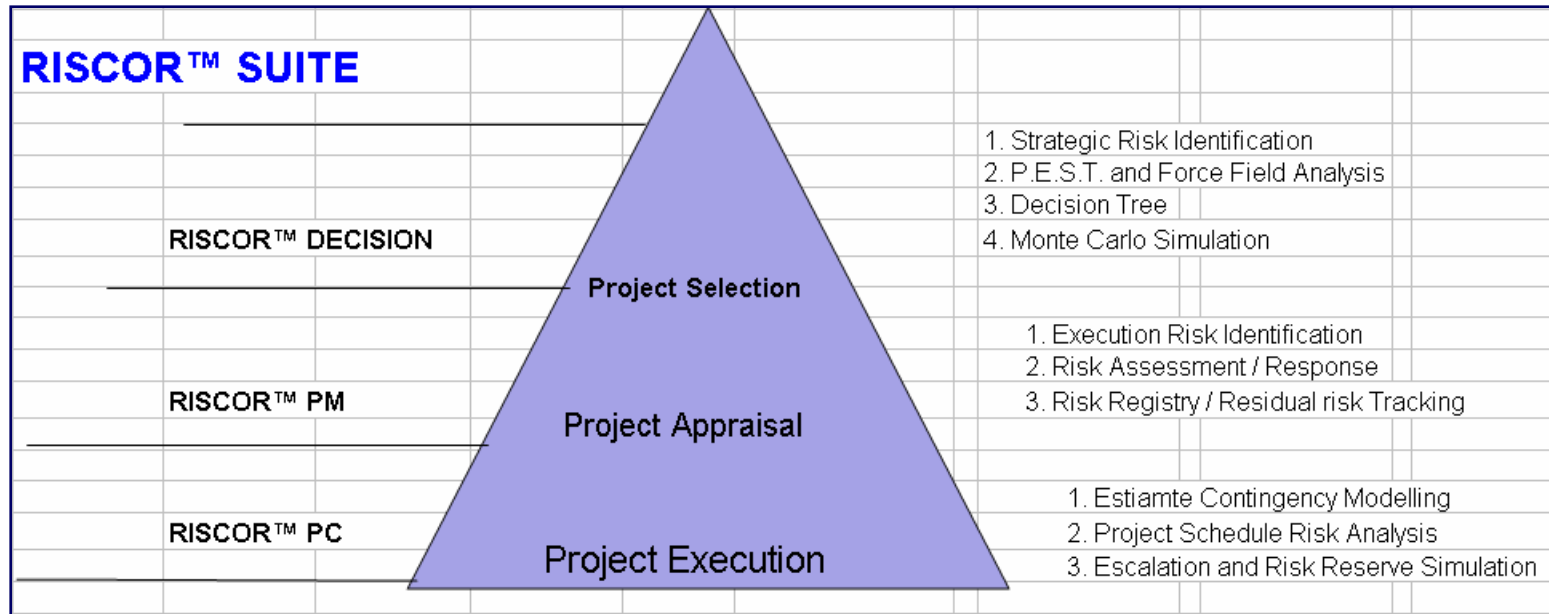 RISCOR™ SUITE
1. Strategic Risk Identification
2. P.E.S.T. and Force Field Analysis
3. Decision Tree
RISCOR™ DECISION
4. Monte Carlo Simulation
Project Selection
1. Execution Risk Identification
2. Risk Assessment / Response
RISCOR™ PM
3. Risk Registry / Residual risk Tracking
Project Appraisal
1. Estiamte Contingency Modelling
RISCOR™ PC
2. Project Schedule Risk Analysis
Project Execution
3. Escalation and Risk Reserve Simulation